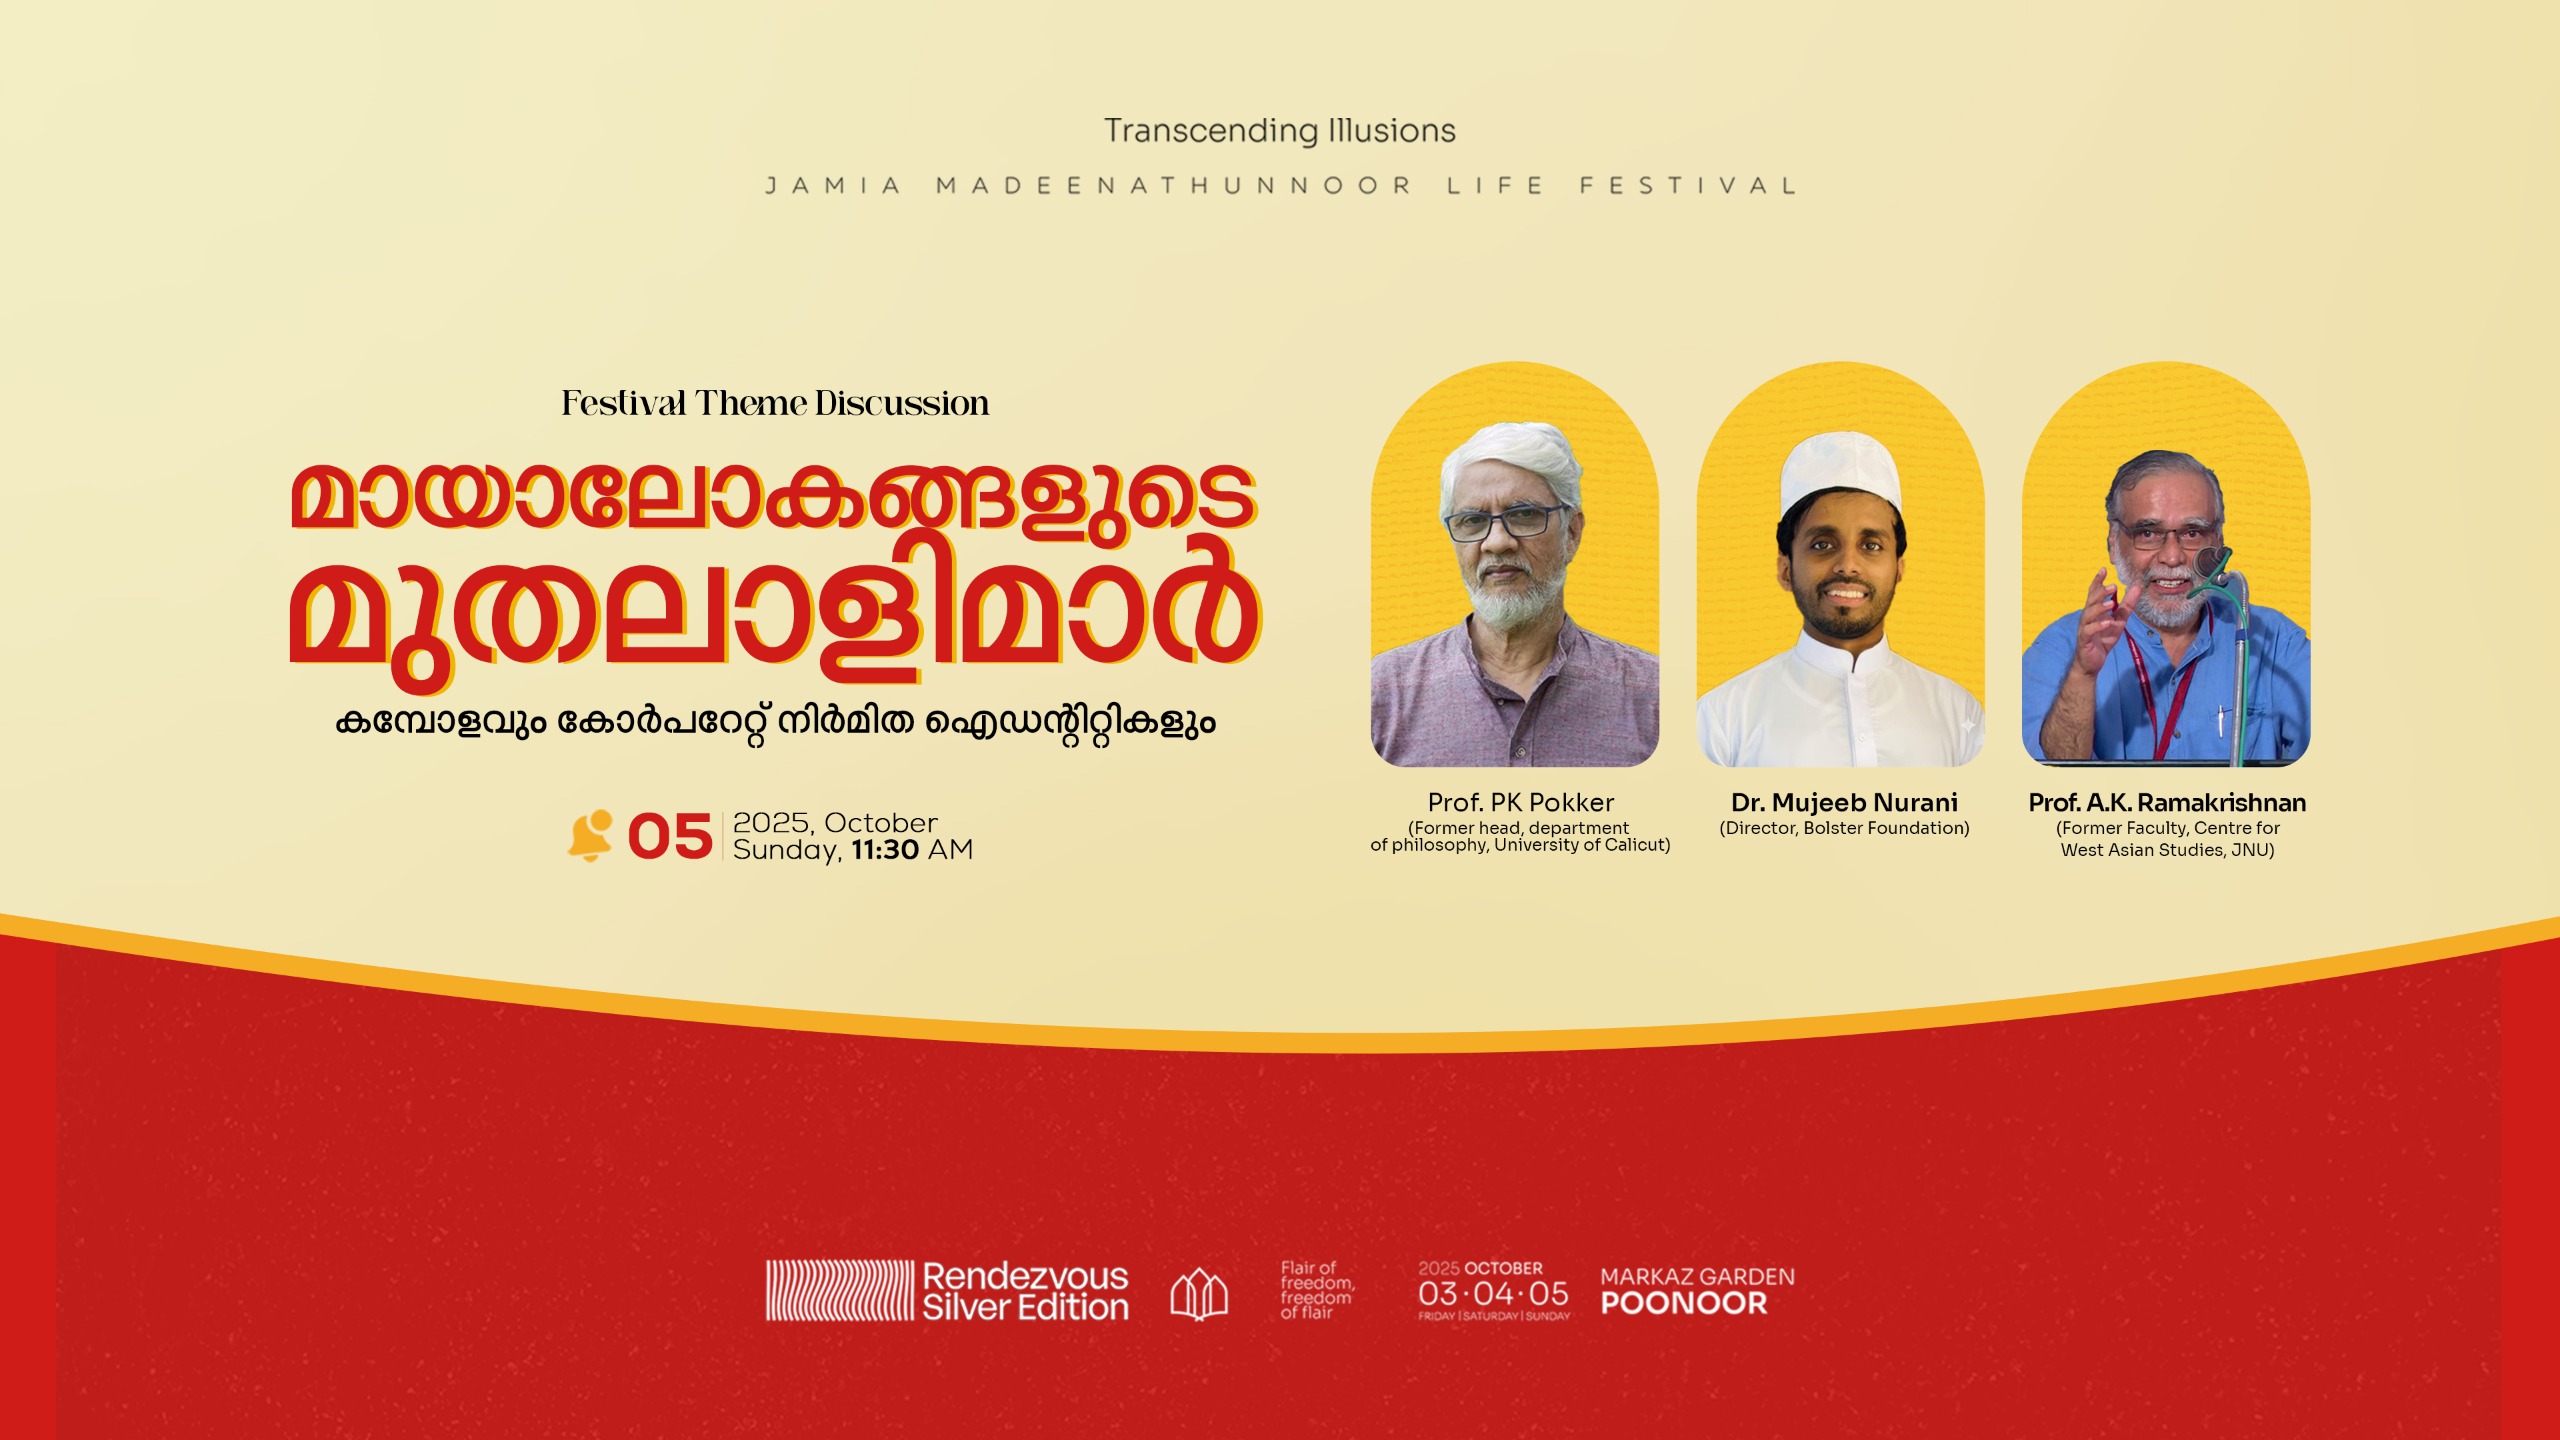 Transcending Illusions
JAMIA MADEENATHUNNOOR LIFE FESTIVAL
Festival Theme Discussion
മായാലോകങ്ങളുടെ
മുതലാളിമാർ
കമ്പോളവും കോർപറേറ്റ് നിർമിത ഐഡന്റിറ്റികളും
05
2025, October
Sunday, 11:30 AM
Prof. PK Pokker
(Former head, department
of philosophy, University of Calicut)
Dr. Mujeeb Nurani
(Director, Bolster Foundation)
Prof. A.K. Ramakrishnan
(Former Faculty, Centre for
West Asian Studies, JNU)
Rendezvous
Silver Edition
Flair of
freedom,
freedom
of flair
2025 OCTOBER
03·04·05
FRIDAY | SATURDAY | SUNDAY
MARKAZ GARDEN
POONOOR